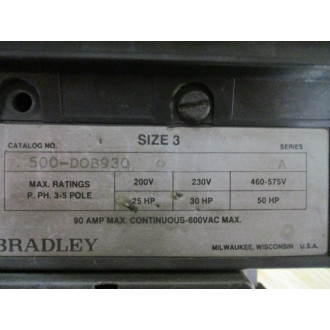 SIZE 3
CATALOG NO. SERIES
500-DOB930 A
MAX. RATINGS 200V 230V 460-575V
P. PH. 3-5 POLE 25 HP 30 HP 50 HP
90 AMP MAX. CONTINUOUS-600VAC MAX.
BRADLEY MILWAUKEE, WISCONSIN U.S.A.